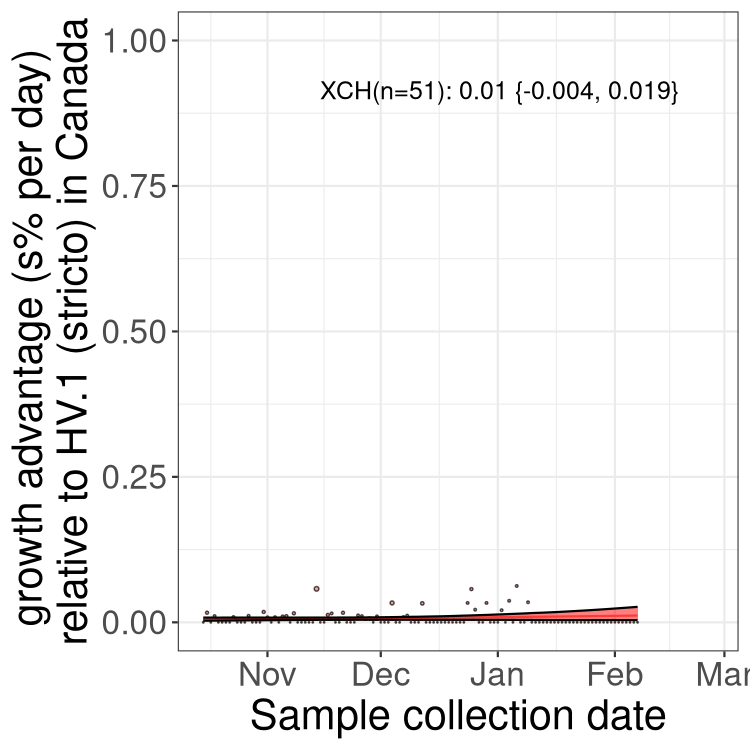 growth advantage (s% per day)
relative to HV.1 (stricto) in Canada
1.00
0.75
0.50
0.25
0.00
XCH(n=51): 0.01 {-0.004, 0.019}
Nov Dec Jan Feb Mar
Sample collection date